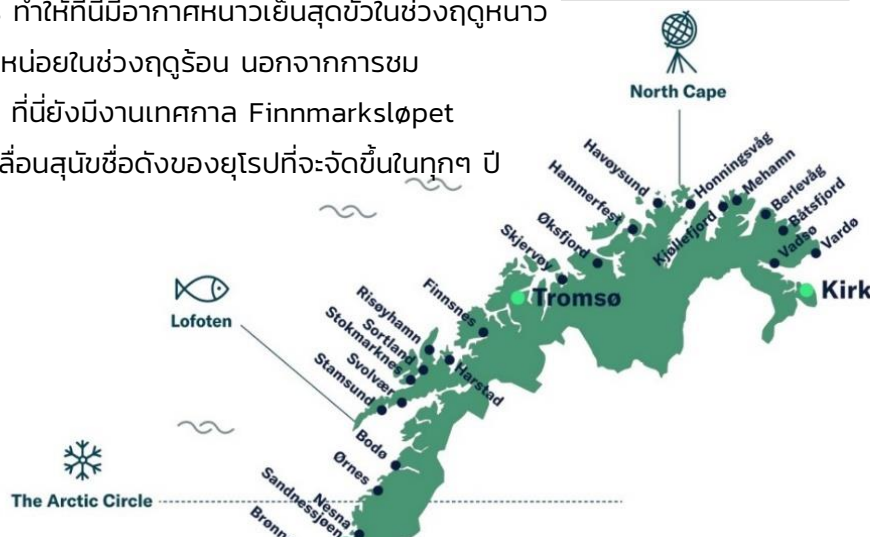 ทำให้ที่นี่มีอากาศหนาวเย็นสุดขั้วในช่วงฤดูหนาว
หน่อยในช่วงฤดูร้อน นอกจากการชม
ที่นี่ยังมีงานเทศกาล Finnmarksløpet
ลื่อนสุนัขชื่อดังของยุโรปที่จะจัดขึ้นในทุกๆ ปี
North Cape
Havøysund
Honningsvåg
Mehamn
Hammerfest
Berlevåg
Båtsfjord
Øksfjord
Kjøllefjord
Vadsø
Vardø
Skjervøy
Kirk
Tromsø
Finnsnes
Lofoten
Risøyhamn
Sortland
Stokmarknes
Harstad
Svolvær
Stamsund
Bodø
Ørnes
The Arctic Circle
Nesna
Sandnessjøen
Brønn